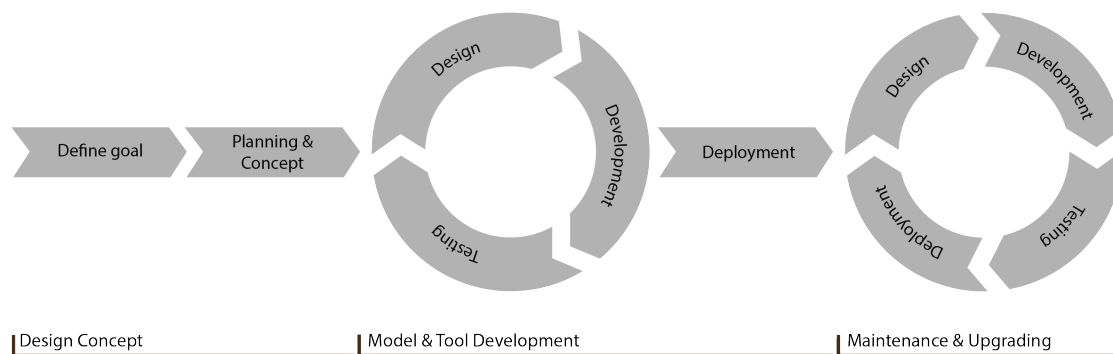 Define goal
Planning &
Concept
Design
Development
Testing
Deployment
Design
Development
Testing
Deployment
Design Concept
Model & Tool Development
Maintenance & Upgrading